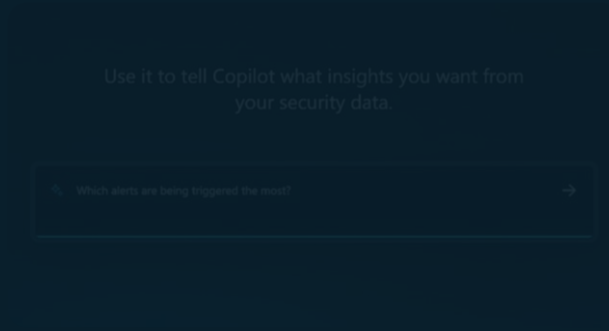 Use it to tell Copilot what insights you want from
your security data.
Which alerts are being triggered the most?